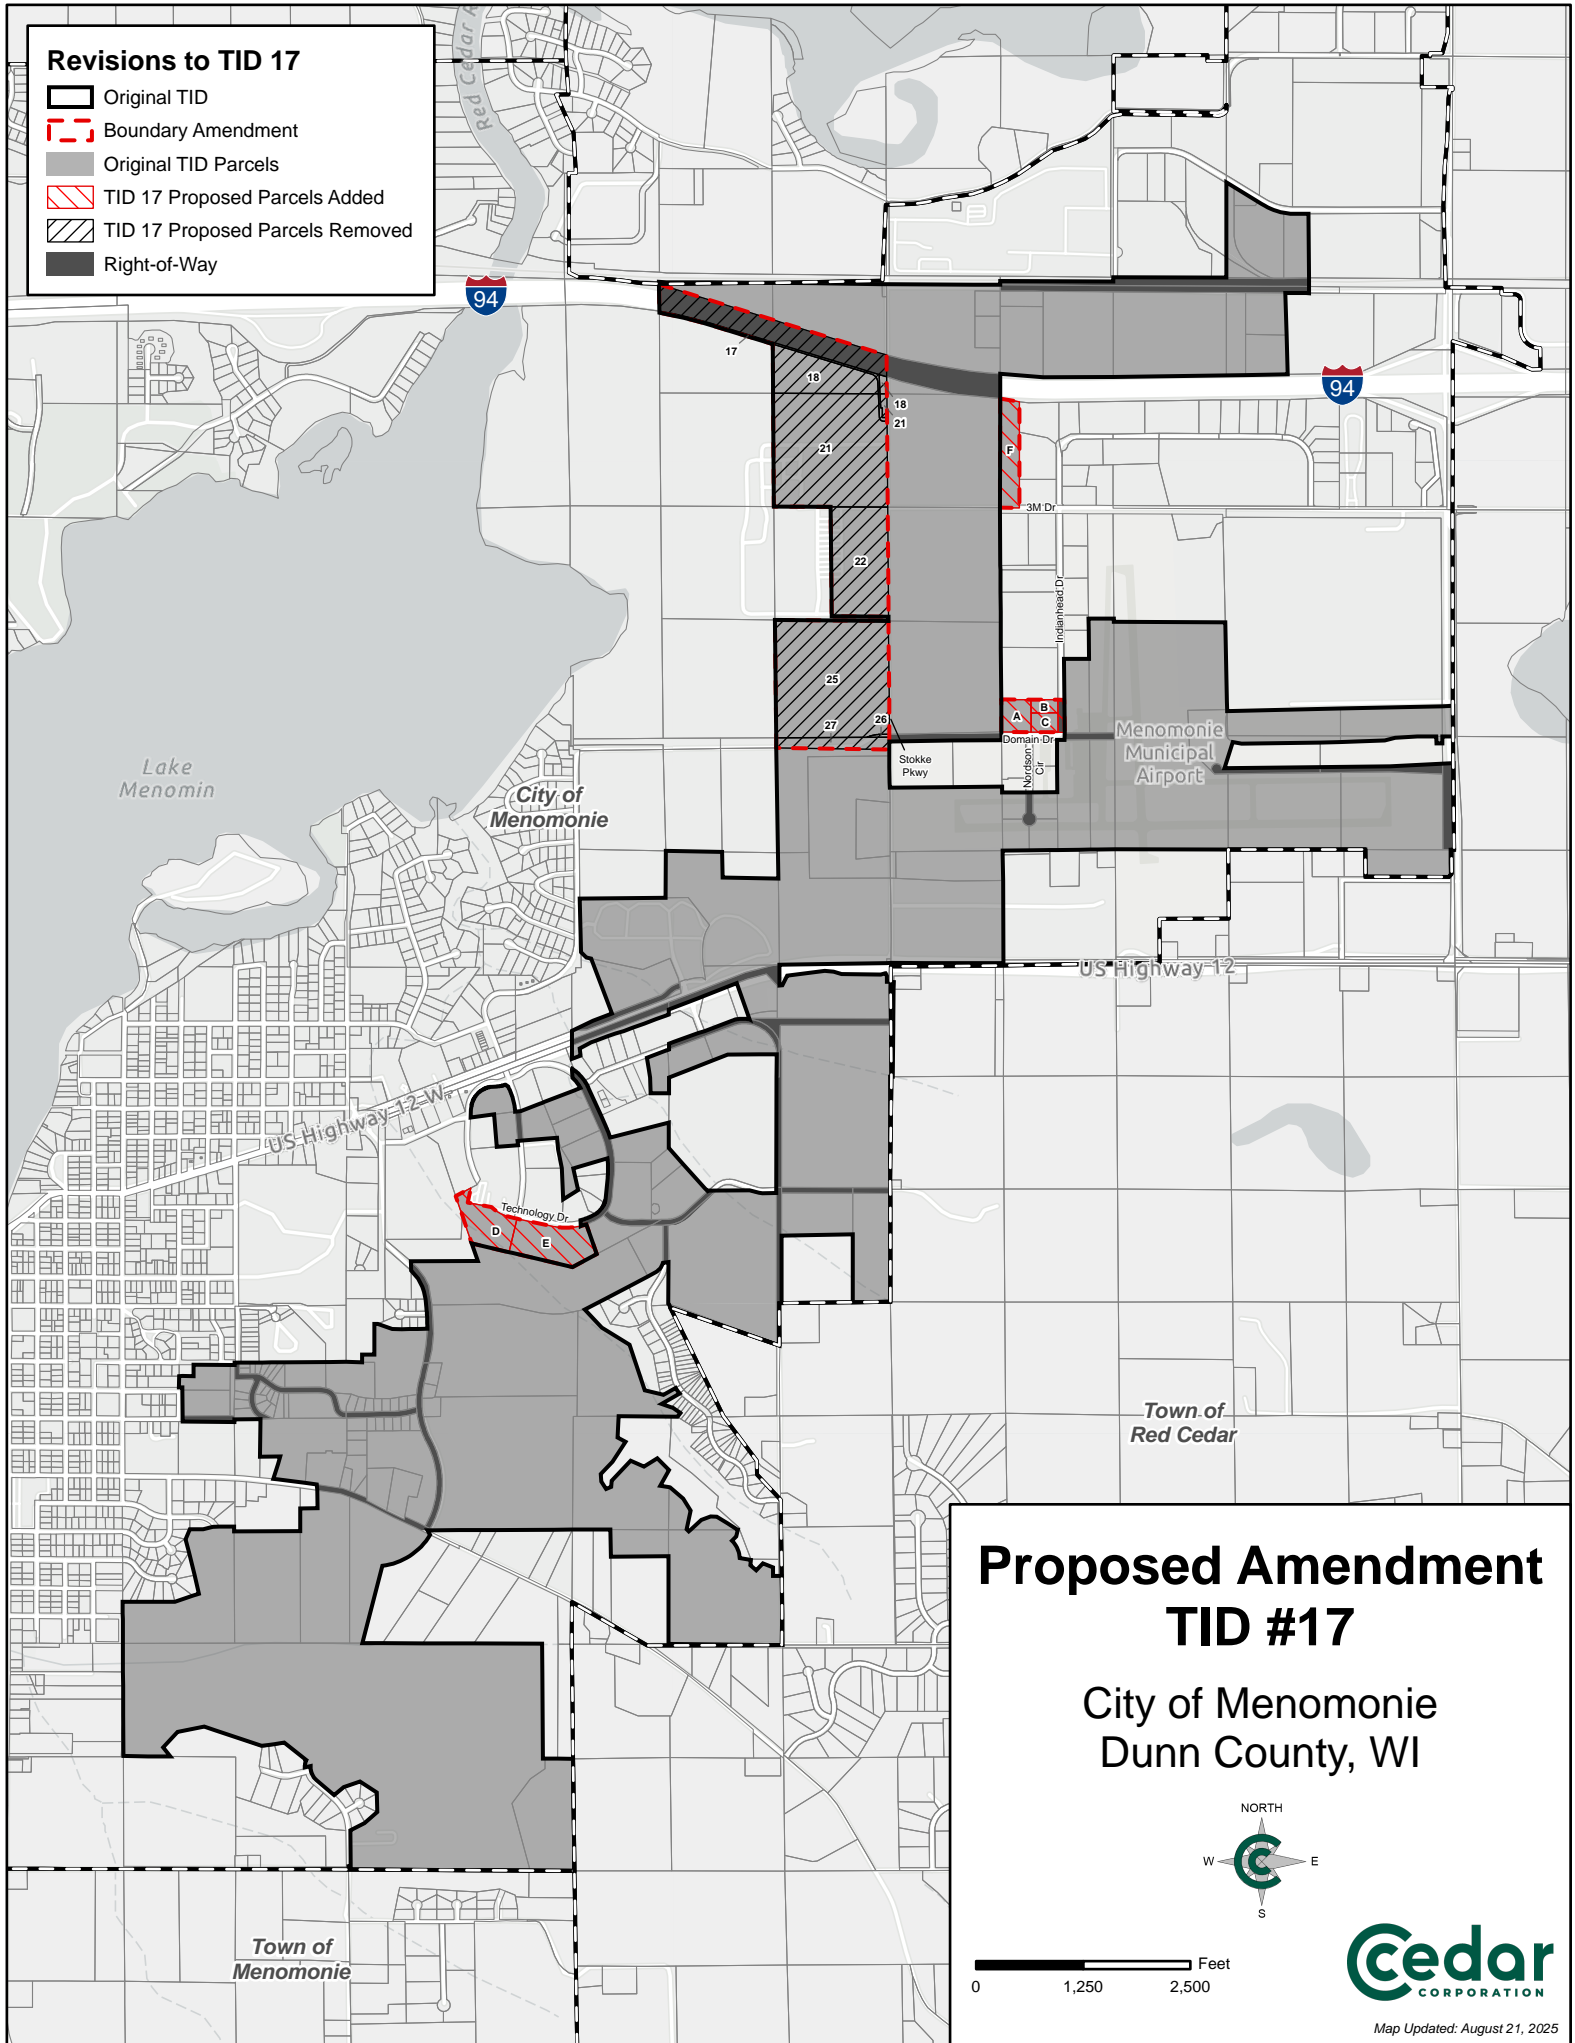 Revisions to TID 17
Original TID
Boundary Amendment
Original TID Parcels
TID 17 Proposed Parcels Added
TID 17 Proposed Parcels Removed
Right-of-Way
Red Cedar R
94
94
17
18
18
21
21
F
3M Dr
22
Indianhead Dr
25
26
27
A
B
C
Domain Dr
Nordson Cir
Stokke
Pkwy
Menomonie
Municipal
Airport
Lake
Menomin
City of
Menomonie
US Highway 12
US Highway 12 W
Technology Dr
D
E
Town of
Red Cedar
Town of
Menomonie
Proposed Amendment
TID #17
City of Menomonie
Dunn County, WI
NORTH
W
E
S
Feet
0
1,250
2,500
cedar
CORPORATION
Map Updated: August 21, 2025